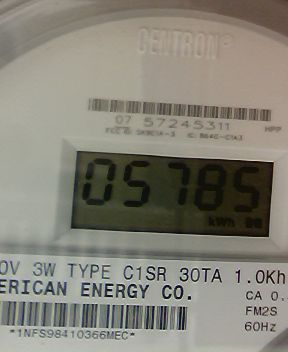 CENTRON®
07 57245311
HPP
05785
kWh
0V 3W TYPE C1SR 30TA 1.0Kh
ERICAN ENERGY CO.
CA 0.
FM2S
60Hz
*1NFS98410366MEC*